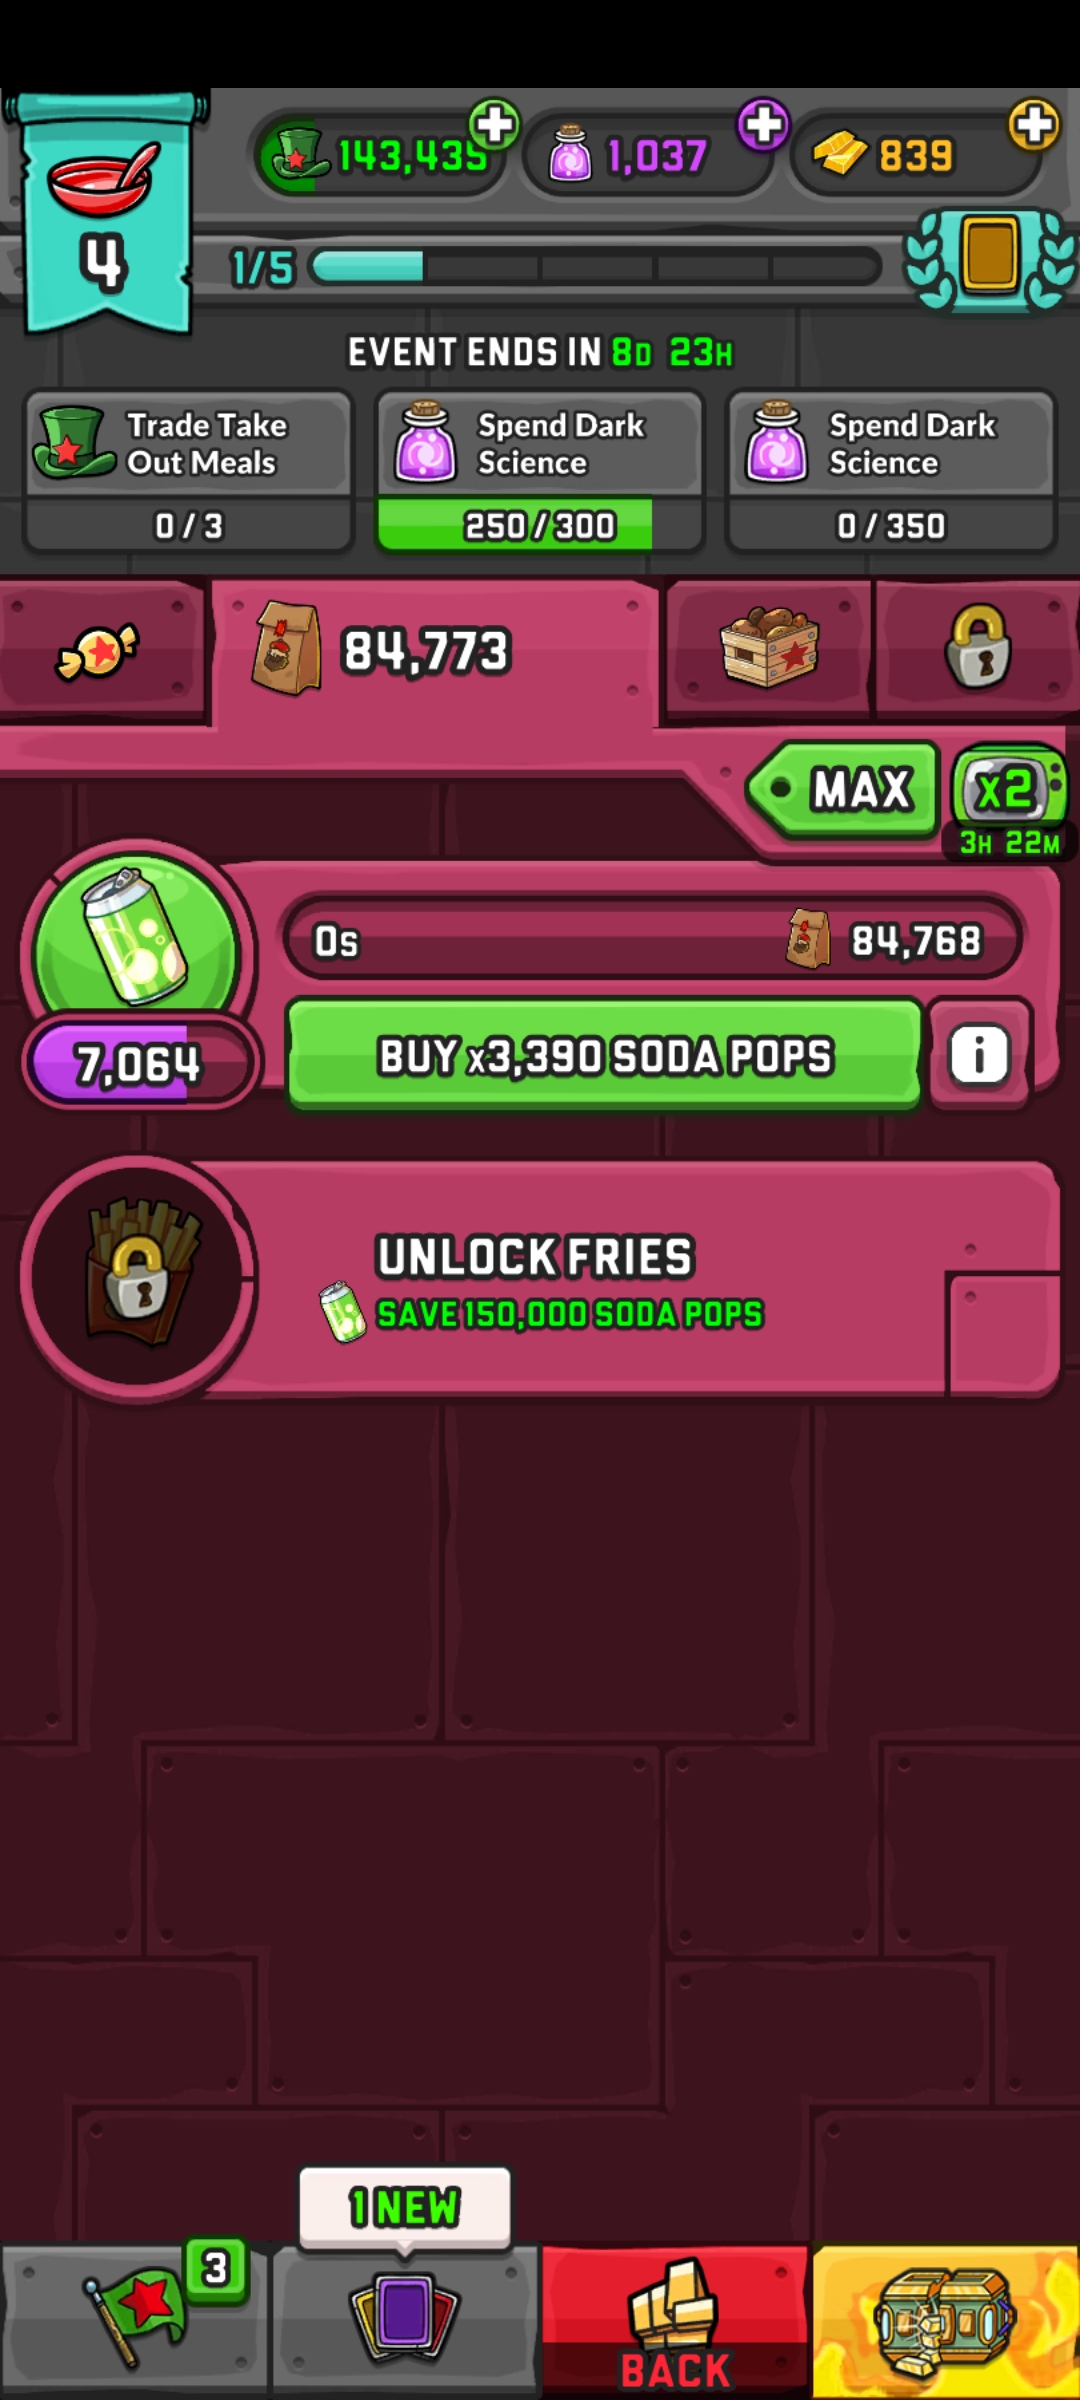 143,435
1,037
839
4
1/5
EVENT ENDS IN 8D 23H
Trade Take
Out Meals
0 / 3
Spend Dark
Science
250 / 300
Spend Dark
Science
0 / 350
84,773
MAX
x2
3H 22M
0s
84,768
7,064
BUY x3,390 SODA POPS
i
UNLOCK FRIES
SAVE 150,000 SODA POPS
1 NEW
3
BACK